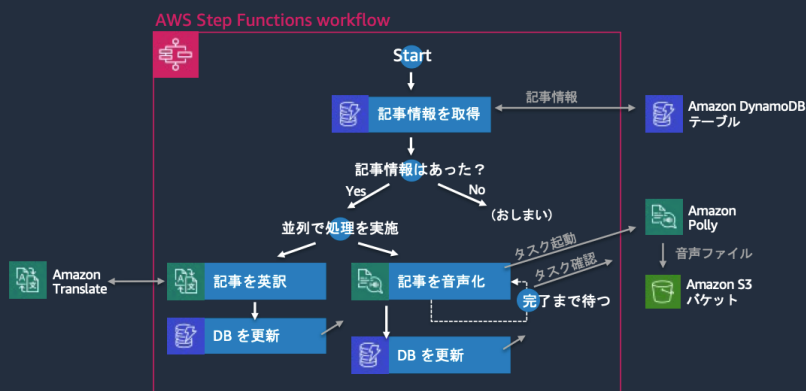 AWS Step Functions workflow
Start
記事情報を取得
記事情報
Amazon DynamoDB
テーブル
記事情報はあった？
Yes
No
(おしまい)
並列で処理を実施
タスク起動
Amazon
Polly
タスク確認
音声ファイル
Amazon
Translate
記事を英訳
記事を音声化
完了まで待つ
Amazon S3
バケット
DB を更新
DB を更新